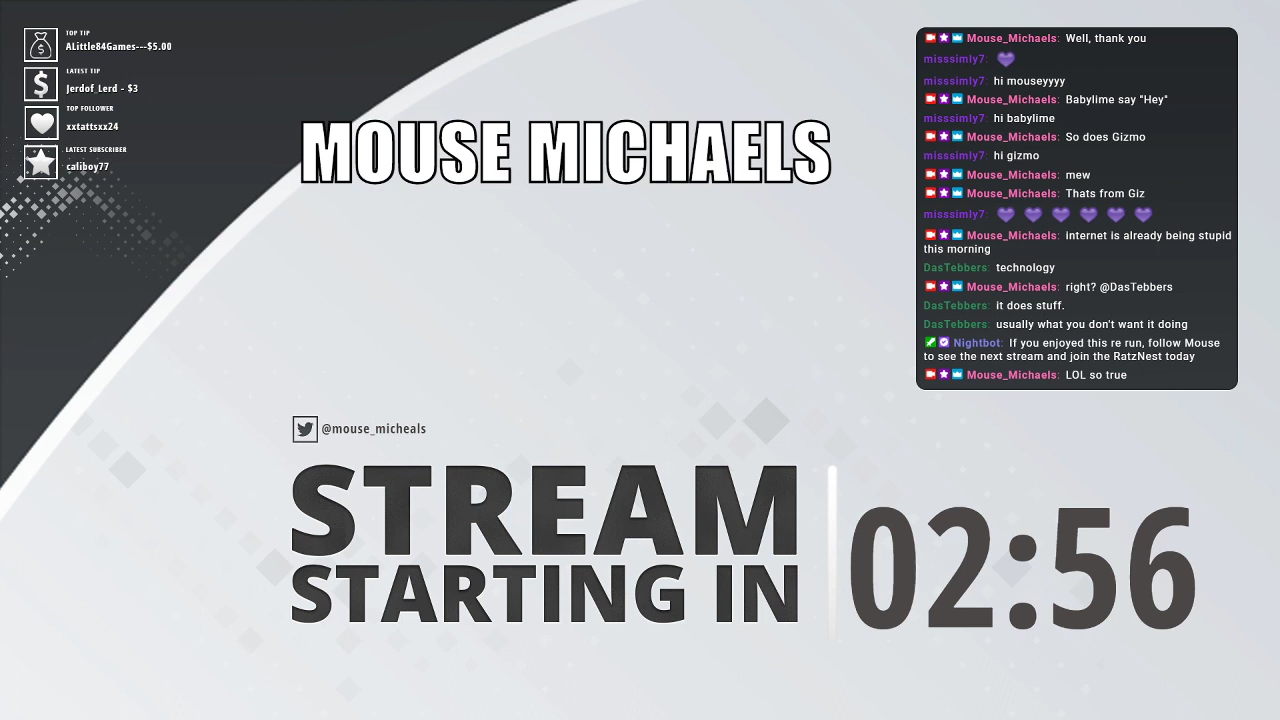 TOP TIP
ALittle84Games---$5.00
LATEST TIP
Jerdof_Lerd - $3
TOP FOLLOWER
xxtattsxx24
LATEST SUBSCRIBER
caliboy77
MOUSE MICHAELS
Mouse_Michaels: Well, thank you
misssimly7:
misssimly7: hi mouseyyyy
Mouse_Michaels: Babylime say "Hey"
misssimly7: hi babylime
Mouse_Michaels: So does Gizmo
misssimly7: hi gizmo
Mouse_Michaels: mew
Mouse_Michaels: Thats from Giz
misssimly7:
Mouse_Michaels: internet is already being stupid
this morning
DasTebbers: technology
Mouse_Michaels: right? @DasTebbers
DasTebbers: it does stuff.
DasTebbers: usually what you don't want it doing
Nightbot: If you enjoyed this re run, follow Mouse
to see the next stream and join the RatzNest today
Mouse_Michaels: LOL so true
@mouse_micheals
STREAM
STARTING IN
02:56